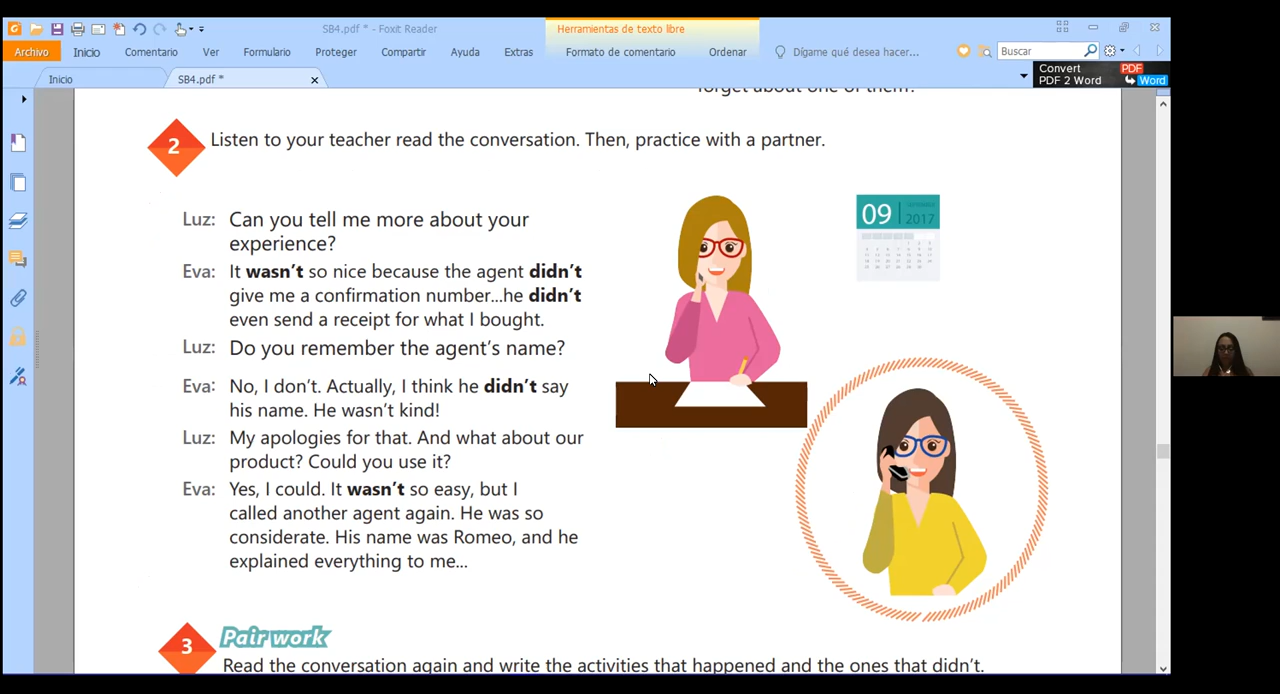 SB4.pdf * - Foxit Reader
Herramientas de texto libre
Archivo Inicio Comentario Ver Formulario Proteger Compartir Ayuda Extras Formato de comentario Ordenar Dígame qué desea hacer... Buscar
Inicio SB4.pdf *
Convert PDF
PDF 2 Word Word
forget about one of them?
2 Listen to your teacher read the conversation. Then, practice with a partner.
Luz: Can you tell me more about your
experience?
Eva: It wasn't so nice because the agent didn't
give me a confirmation number...he didn't
even send a receipt for what I bought.
Luz: Do you remember the agent's name?
Eva: No, I don't. Actually, I think he didn't say
his name. He wasn't kind!
Luz: My apologies for that. And what about our
product? Could you use it?
Eva: Yes, I could. It wasn't so easy, but I
called another agent again. He was so
considerate. His name was Romeo, and he
explained everything to me...
09 2017
3 Pair work
Read the conversation again and write the activities that happened and the ones that didn't.